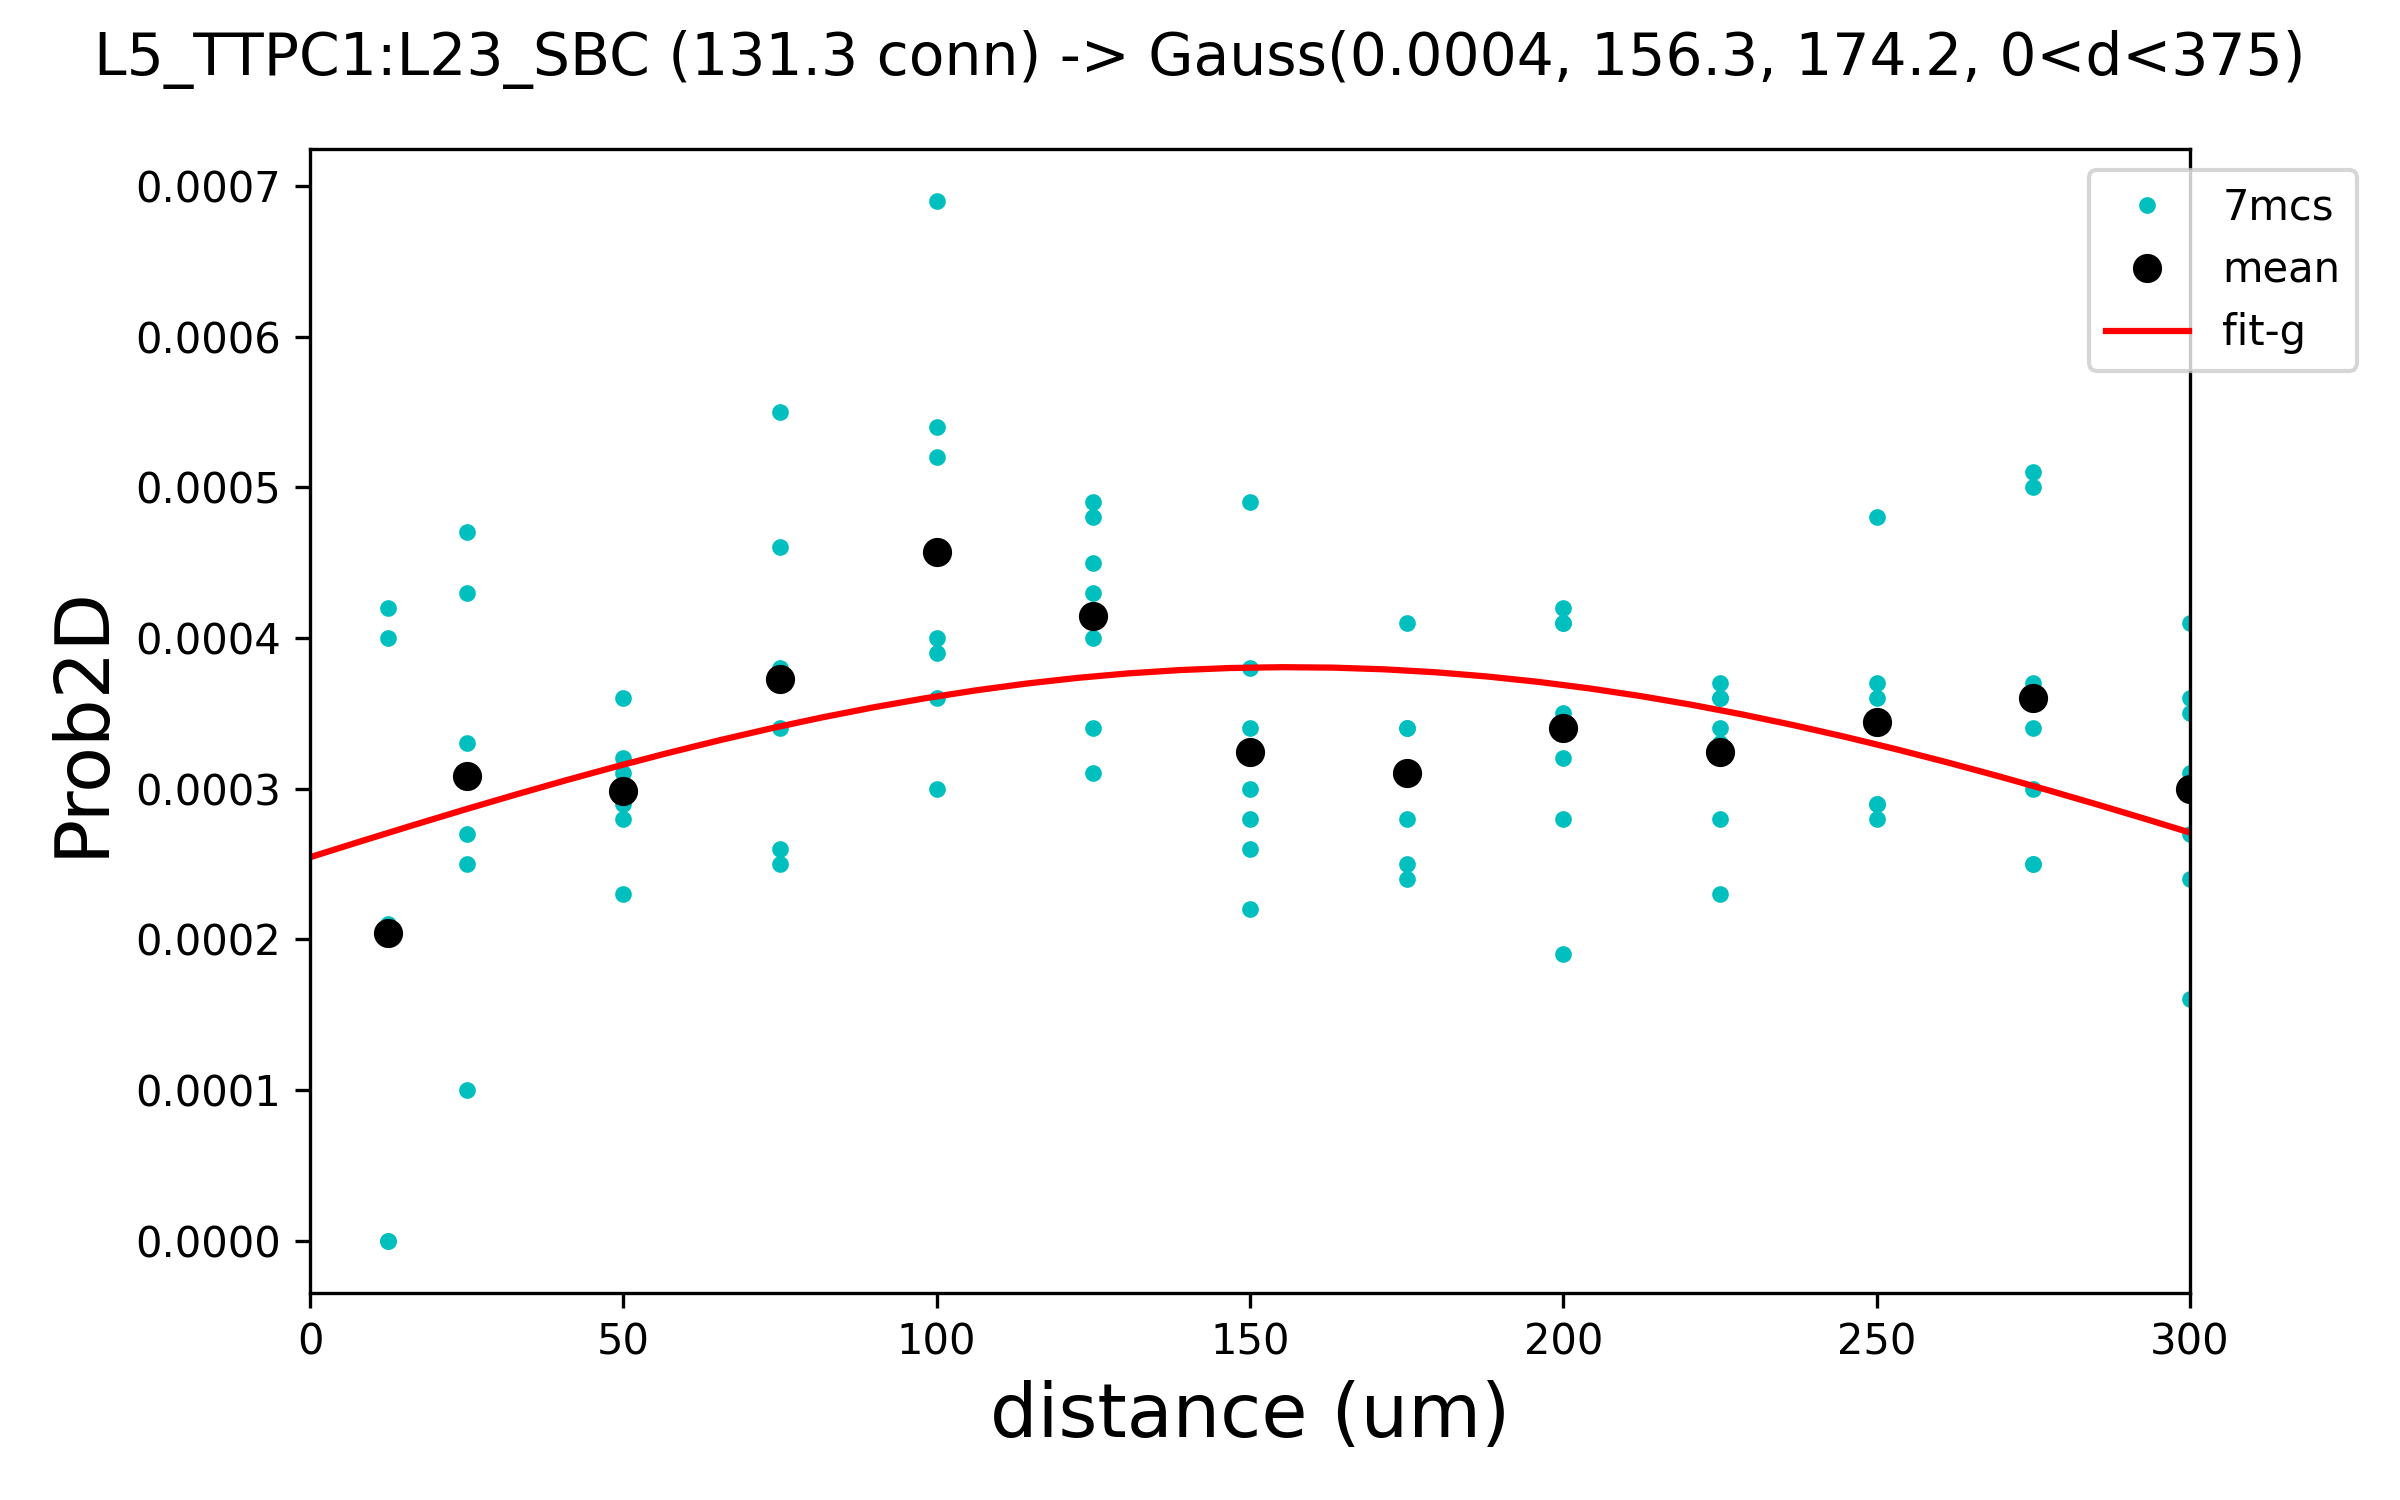 L5_TTPC1:L23_SBC (131.3 conn) -> Gauss(0.0004, 156.3, 174.2, 0<d<375)
7mcs
mean
fit-g
Prob2D
0.0007
0.0006
0.0005
0.0004
0.0003
0.0002
0.0001
0.0000
0 50 100 150 200 250 300
distance (um)